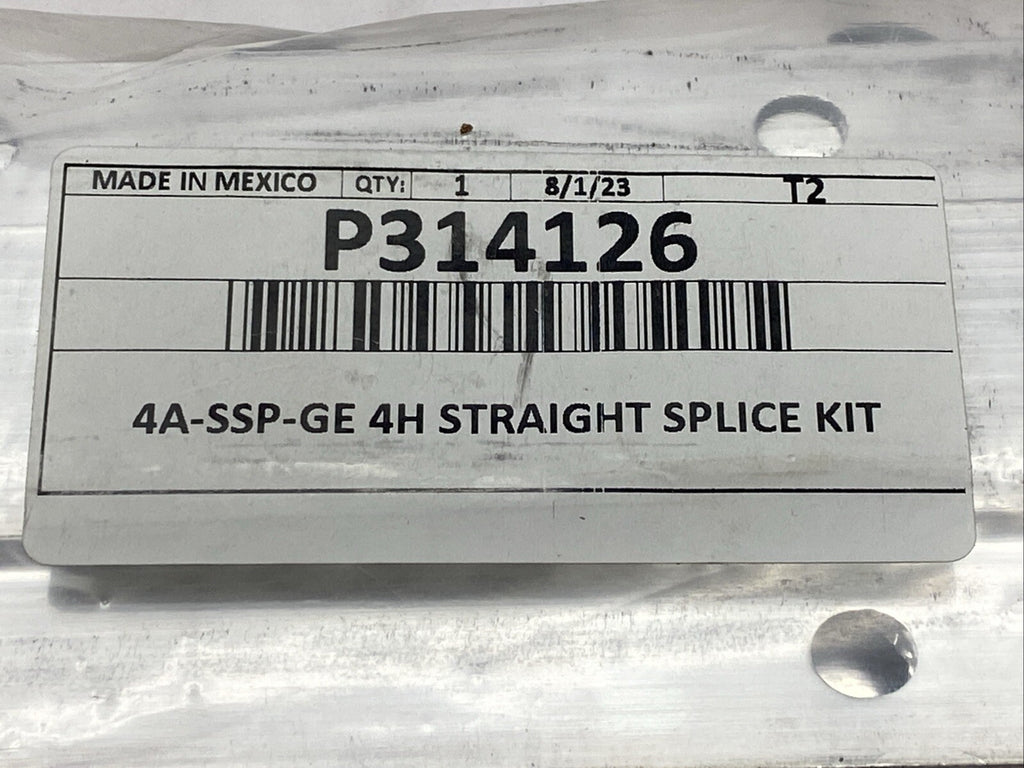 MADE IN MEXICO QTY: 1 8/1/23 T2
P314126
4A-SSP-GE 4H STRAIGHT SPLICE KIT